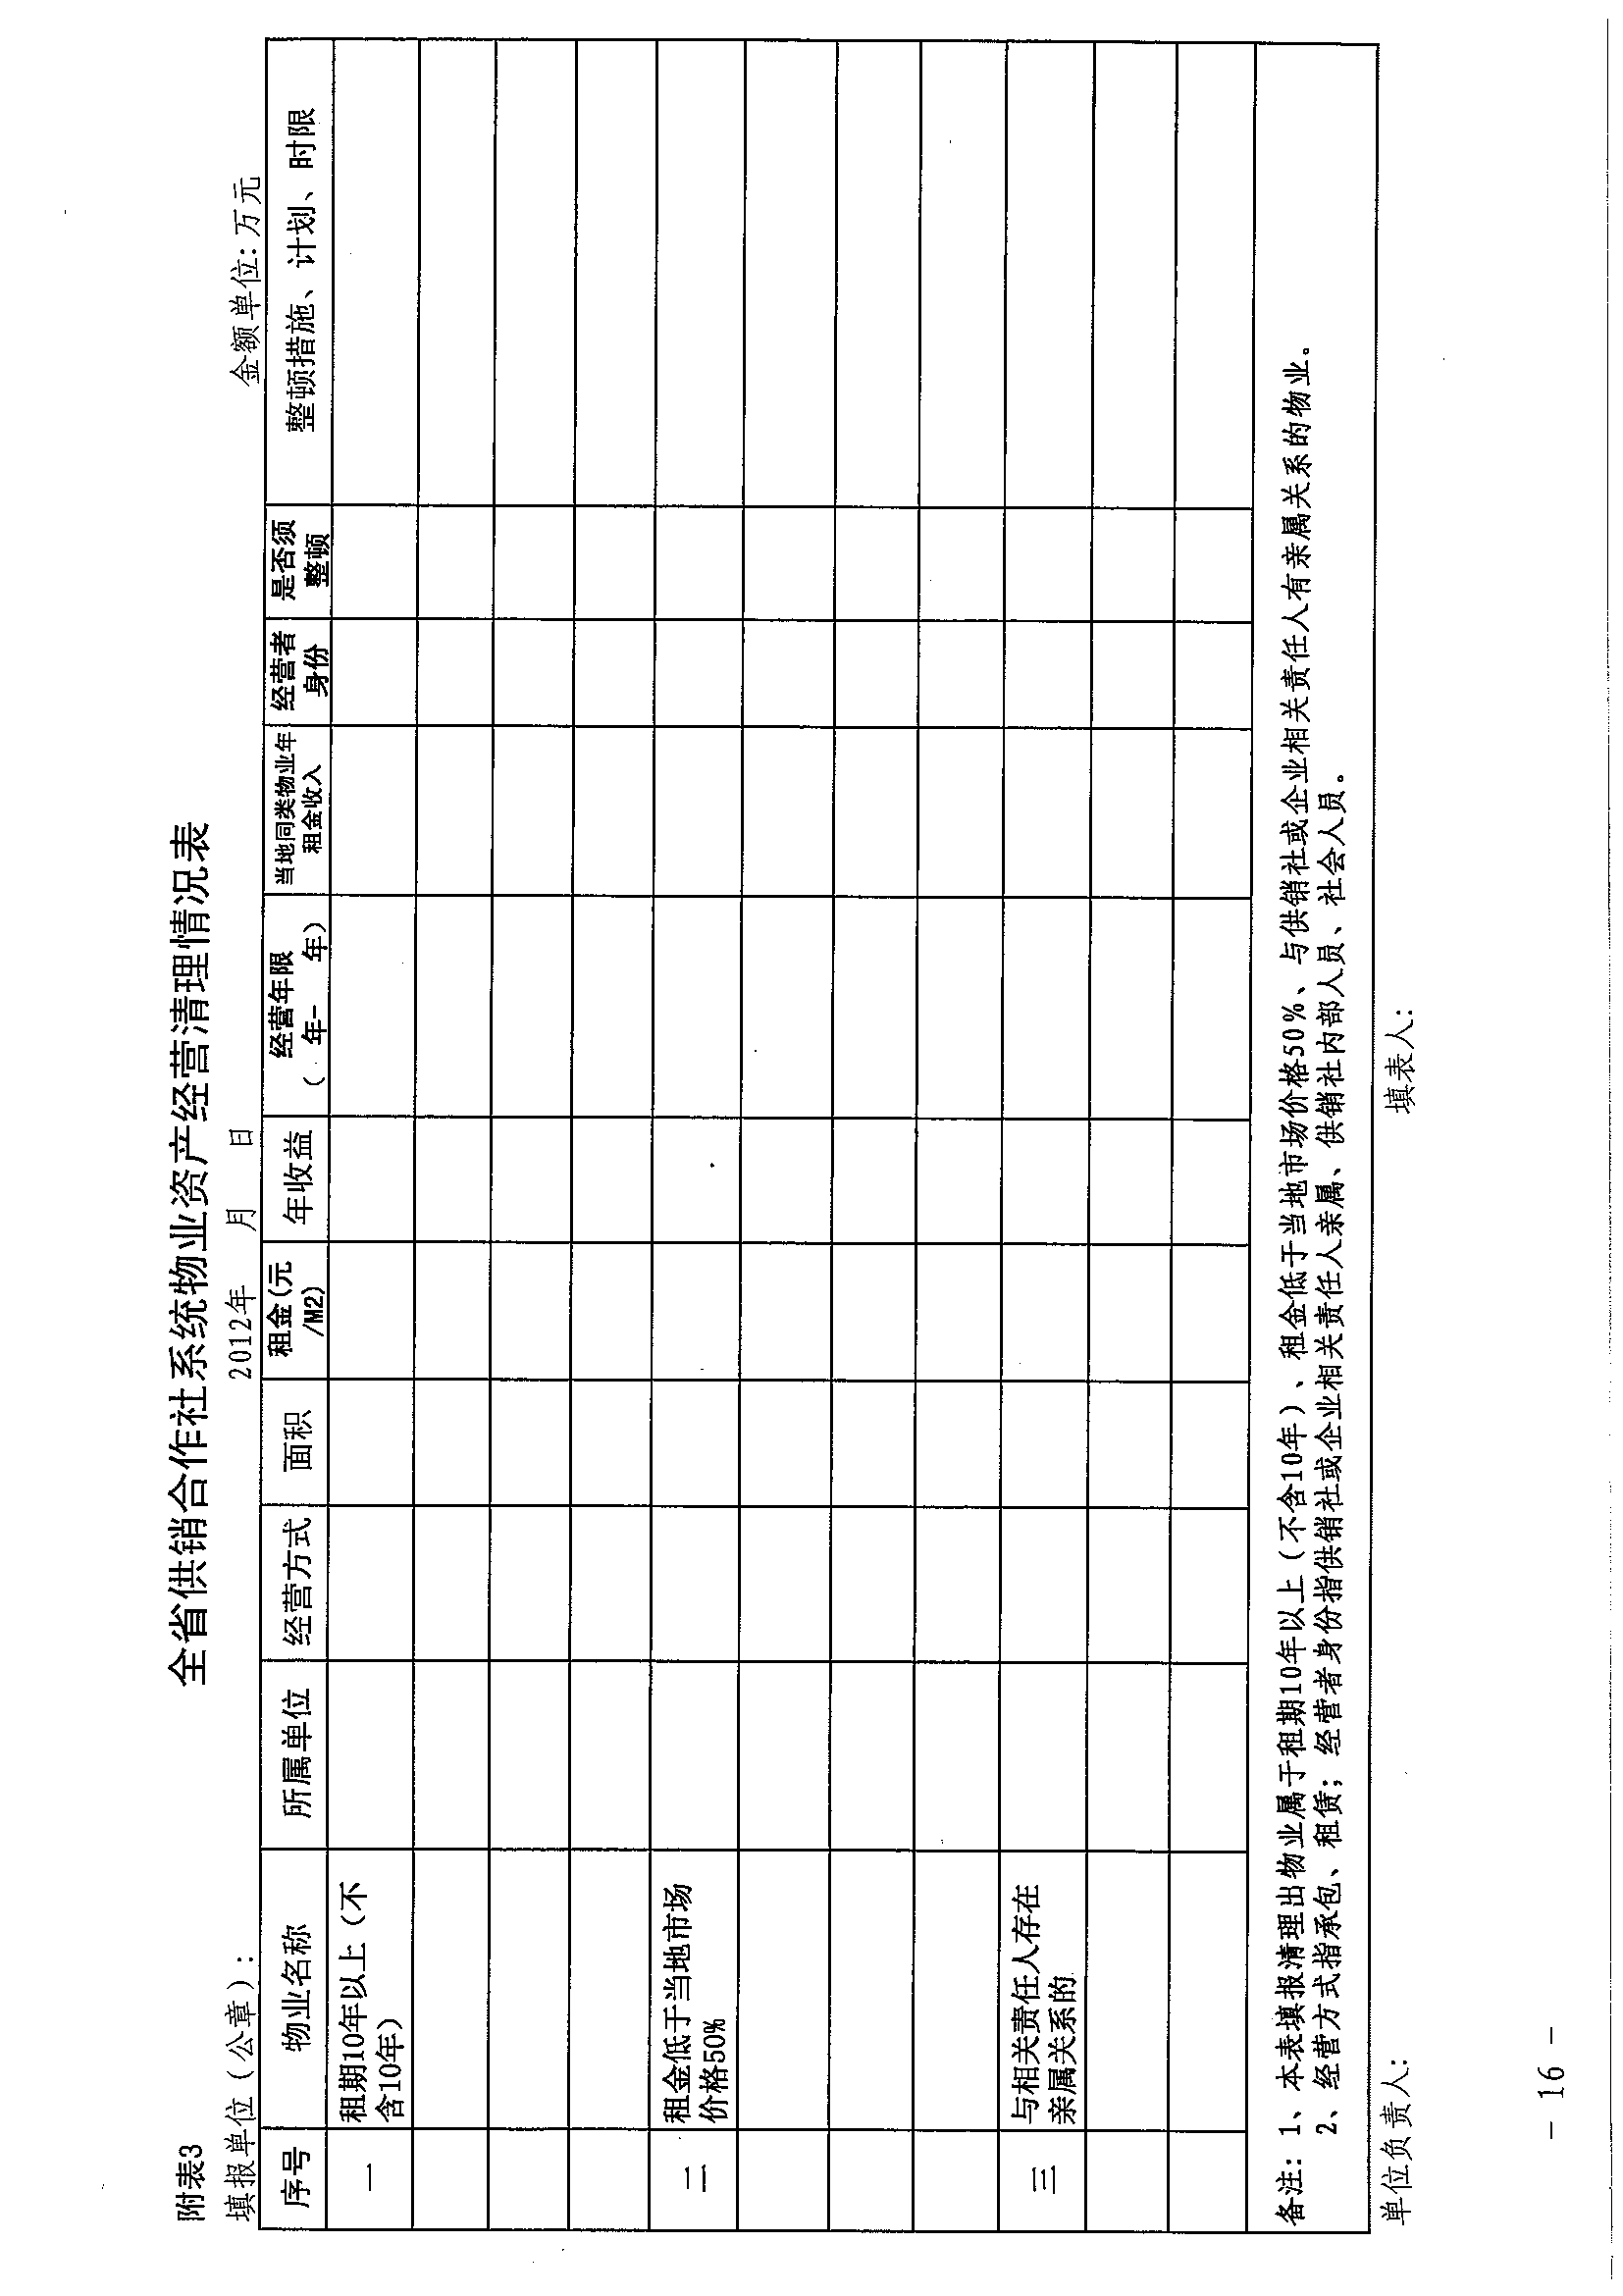 附表3
全省供销合作社系统物业资产经营清理情况表
填报单位（公章）：
2012年 月 日
金额单位:万元
序号 物业名称 所属单位 经营方式 面积 租金(元/M2) 年收益 经营年限( 年- 年) 当地同类物业年租金收入 经营者身份 是否须整顿 整顿措施、计划、时限
一 租期10年以上（不含10年）
二 租金低于当地市场价格50%
三 与相关责任人存在亲属关系的
备注：1、本表填报清理出物业属于租期10年以上（不含10年）、租金低于当地市场价格50%、与供销社或企业相关责任人有亲属关系的物业。
2、经营方式指承包、租赁；经营者身份指供销社或企业相关责任人亲属、供销社内部人员、社会人员。
单位负责人:
填表人:
- 16 -